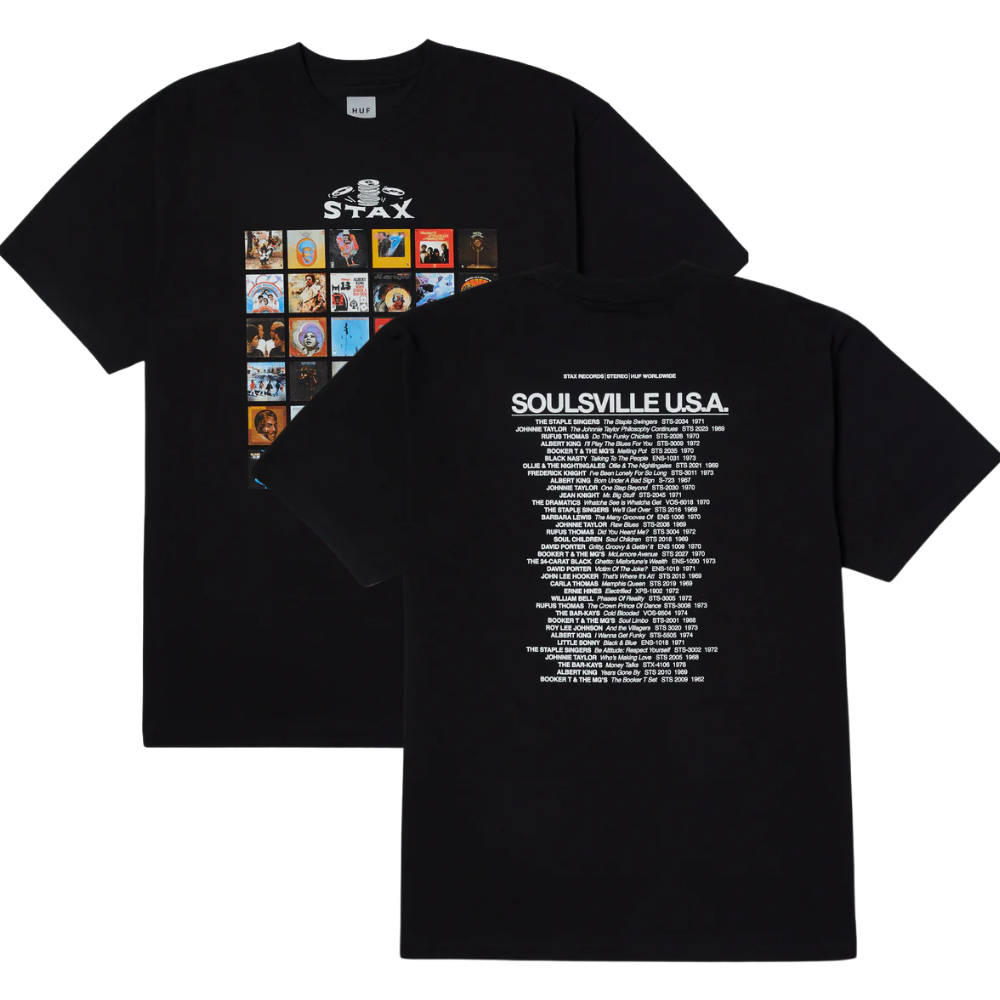 HUF
STAX
STAX RECORDS | STEREO | HUF WORLDWIDE
SOULSVILLE U.S.A.
THE STAPLE SINGERS The Staple Swingers STS-2034 1971
JOHNNIE TAYLOR The Johnnie Taylor Philosophy Continues STS 2023 1969
RUFUS THOMAS Do The Funky Chicken STS-2028 1970
ALBERT KING I'll Play The Blues For You STS-3009 1972
BOOKER T & THE MG'S Melting Pot STS 2035 1970
BLACK NASTY Talking To The People ENS-1031 1973
OLLIE & THE NIGHTINGALES Ollie & The Nightingales STS 2021 1969
FREDERICK KNIGHT I've Been Lonely For So Long STS-3011 1973
ALBERT KING Born Under A Bad Sign S-723 1967
JOHNNIE TAYLOR One Step Beyond STS-2030 1970
JEAN KNIGHT Mr. Big Stuff STS-2045 1971
THE DRAMATICS Whatcha See Is Whatcha Get VOS-6018 1970
THE STAPLE SINGERS We'll Get Over STS 2016 1969
BARBARA LEWIS The Many Grooves Of ENS 1006 1970
JOHNNIE TAYLOR Raw Blues STS-2008 1969
RUFUS THOMAS Did You Heard Me? STS 3004 1972
SOUL CHILDREN Soul Children STS 2018 1969
DAVID PORTER Gritty, Groovy & Gettin' It ENS 1009 1970
BOOKER T & THE MG'S McLemore Avenue STS 2027 1970
THE 24-CARAT BLACK Ghetto: Misfortune's Wealth ENS-1030 1973
DAVID PORTER Victim Of The Joke? ENS-1019 1971
JOHN LEE HOOKER That's Where It's At! STS 2013 1969
CARLA THOMAS Memphis Queen STS 2019 1969
ERNIE HINES Electrified XPS-1802 1972
WILLIAM BELL Phases Of Reality STS-3005 1972
RUFUS THOMAS The Crown Prince Of Dance STS-3008 1973
THE BAR-KAYS Cold Blooded VOS-9504 1974
BOOKER T & THE MG'S Soul Limbo STS-2001 1968
ROY LEE JOHNSON And the Villagers STS 3020 1973
ALBERT KING I Wanna Get Funky STS-5505 1974
LITTLE SONNY Black & Blue ENS-1018 1971
THE STAPLE SINGERS Be Altitude: Respect Yourself STS-3002 1972
JOHNNIE TAYLOR Who's Making Love STS 2005 1968
THE BAR-KAYS Money Talks STX-4106 1978
ALBERT KING Years Gone By STS 2010 1969
BOOKER T & THE MG'S The Booker T Set STS 2009 1962